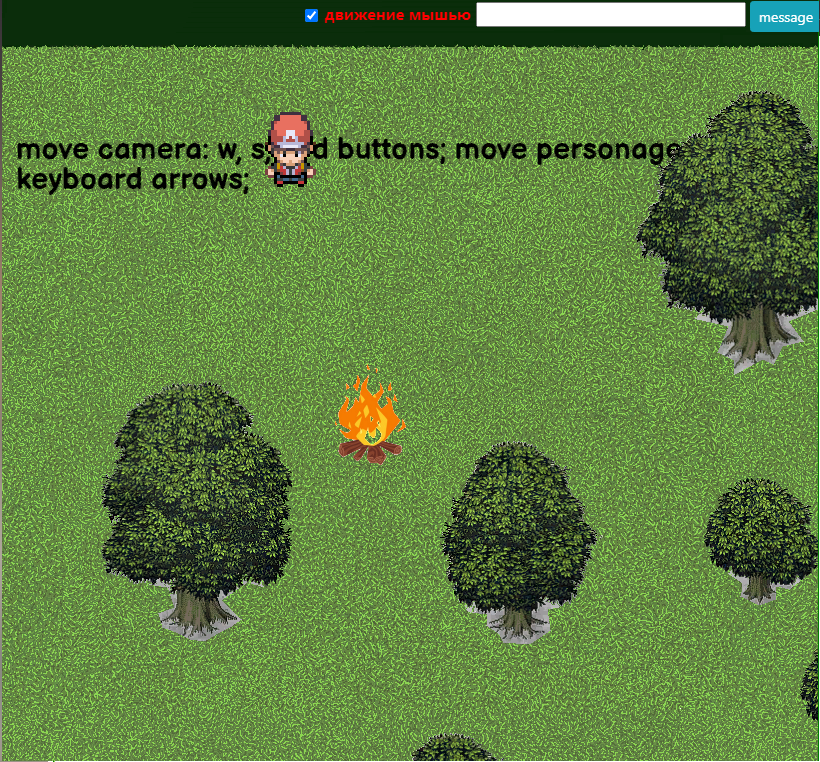 движение мышью
message
move camera: w, s, d buttons; move personage
keyboard arrows;